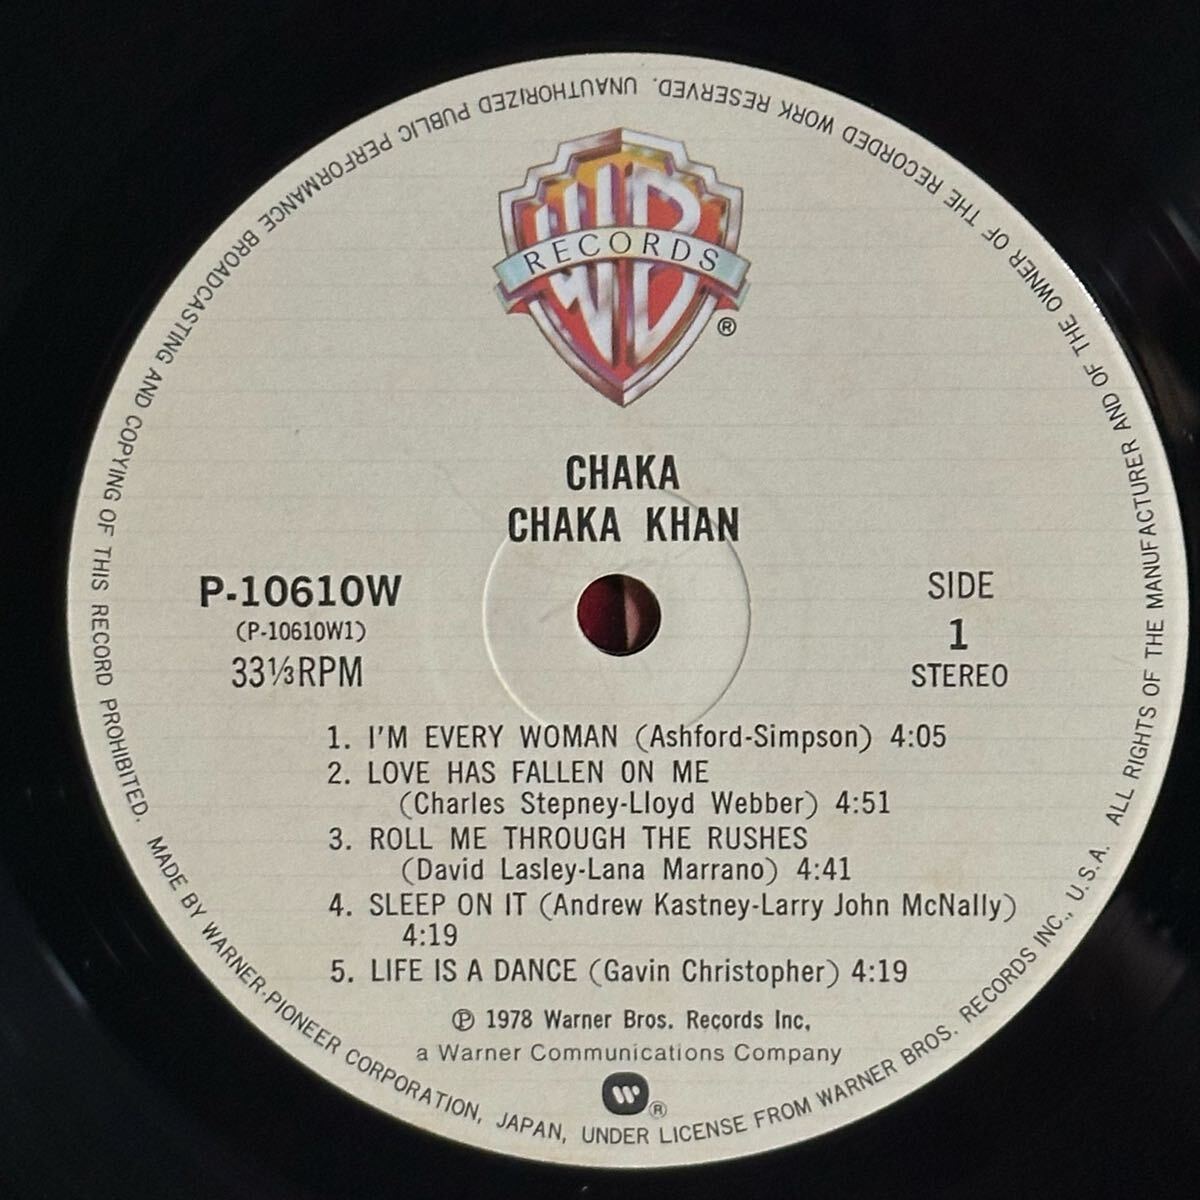 WB
RECORDS
®
CHAKA
CHAKA KHAN
P-10610W
(P-10610W1)
33⅓RPM
SIDE
1
STEREO
1. I'M EVERY WOMAN (Ashford-Simpson) 4:05
2. LOVE HAS FALLEN ON ME
(Charles Stepney-Lloyd Webber) 4:51
3. ROLL ME THROUGH THE RUSHES
(David Lasley-Lana Marrano) 4:41
4. SLEEP ON IT (Andrew Kastney-Larry John McNally)
4:19
5. LIFE IS A DANCE (Gavin Christopher) 4:19
℗ 1978 Warner Bros. Records Inc,
a Warner Communications Company
W®
MADE BY WARNER-PIONEER CORPORATION, JAPAN, UNDER LICENSE FROM WARNER BROS. RECORDS INC., U.S.A. ALL RIGHTS OF THE MANUFACTURER AND OF THE OWNER OF THE RECORDED WORK RESERVED. UNAUTHORIZED PUBLIC PERFORMANCE BROADCASTING AND COPYING OF THIS RECORD PROHIBITED.